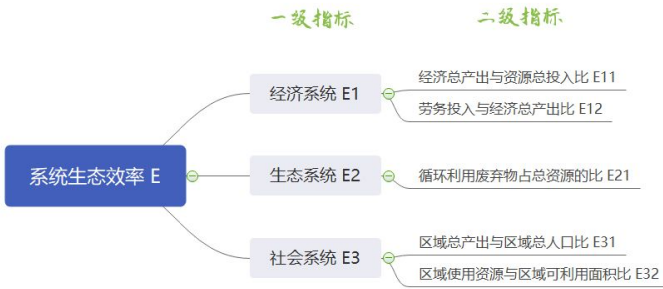 一级指标
二级指标
系统生态效率 E
经济系统 E1
经济总产出与资源总投入比 E11
劳务投入与经济总产出比 E12
生态系统 E2
循环利用废弃物占总资源的比 E21
社会系统 E3
区域总产出与区域总人口比 E31
区域使用资源与区域可利用面积比 E32